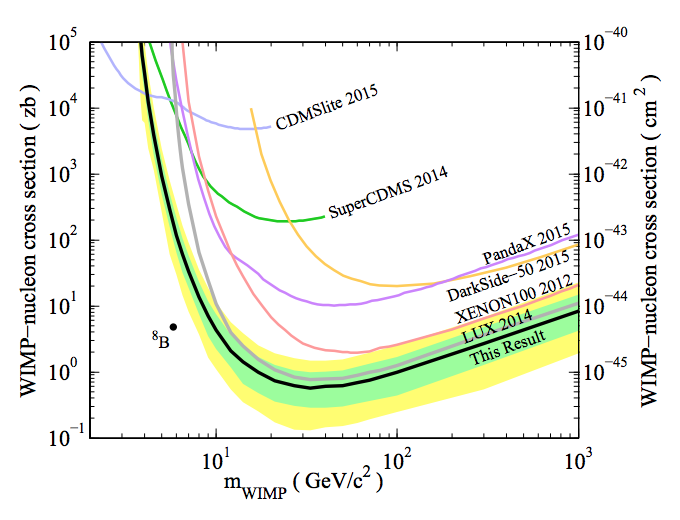 10^5
10^4
10^3
10^2
10^1
10^0
10^−1
WIMP−nucleon cross section ( zb )
10^−40
10^−41
10^−42
10^−43
10^−44
10^−45
WIMP−nucleon cross section ( cm^2 )
CDMSlite 2015
SuperCDMS 2014
PandaX 2015
DarkSide−50 2015
XENON100 2012
LUX 2014
This Result
^8B
10^1
10^2
10^3
m_WIMP ( GeV/c^2 )